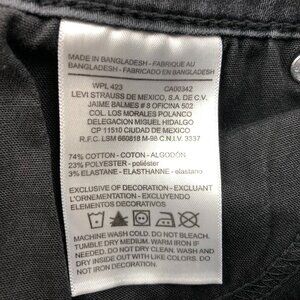 MADE IN BANGLADESH - FABRIQUE AU
BANGLADESH - FABRICADO EN BANGLADESH
WPL 423 CA00342
LEVI STRAUSS DE MEXICO, S.A. DE C.V.
JAIME BALMES # 8 OFICINA 502
COL. LOS MORALES POLANCO
DELEGACION MIGUEL HIDALGO
CP 11510 CIUDAD DE MEXICO
R.F.C. LSM 660818 M-98 C.N.I.V. 3337
74% COTTON - COTON - ALGODÓN
23% POLYESTER - poliéster
3% ELASTANE - ELASTHANNE - elastano
EXCLUSIVE OF DECORATION - EXCLUANT
L'ORNEMENTATION - EXCLUYENDO
ELEMENTOS DECORATIVOS
MACHINE WASH COLD. DO NOT BLEACH.
TUMBLE DRY MEDIUM. WARM IRON IF
NEEDED. DO NOT DRY CLEAN. WASH AND
DRY INSIDE OUT WITH LIKE COLORS. DO
NOT IRON DECORATION.